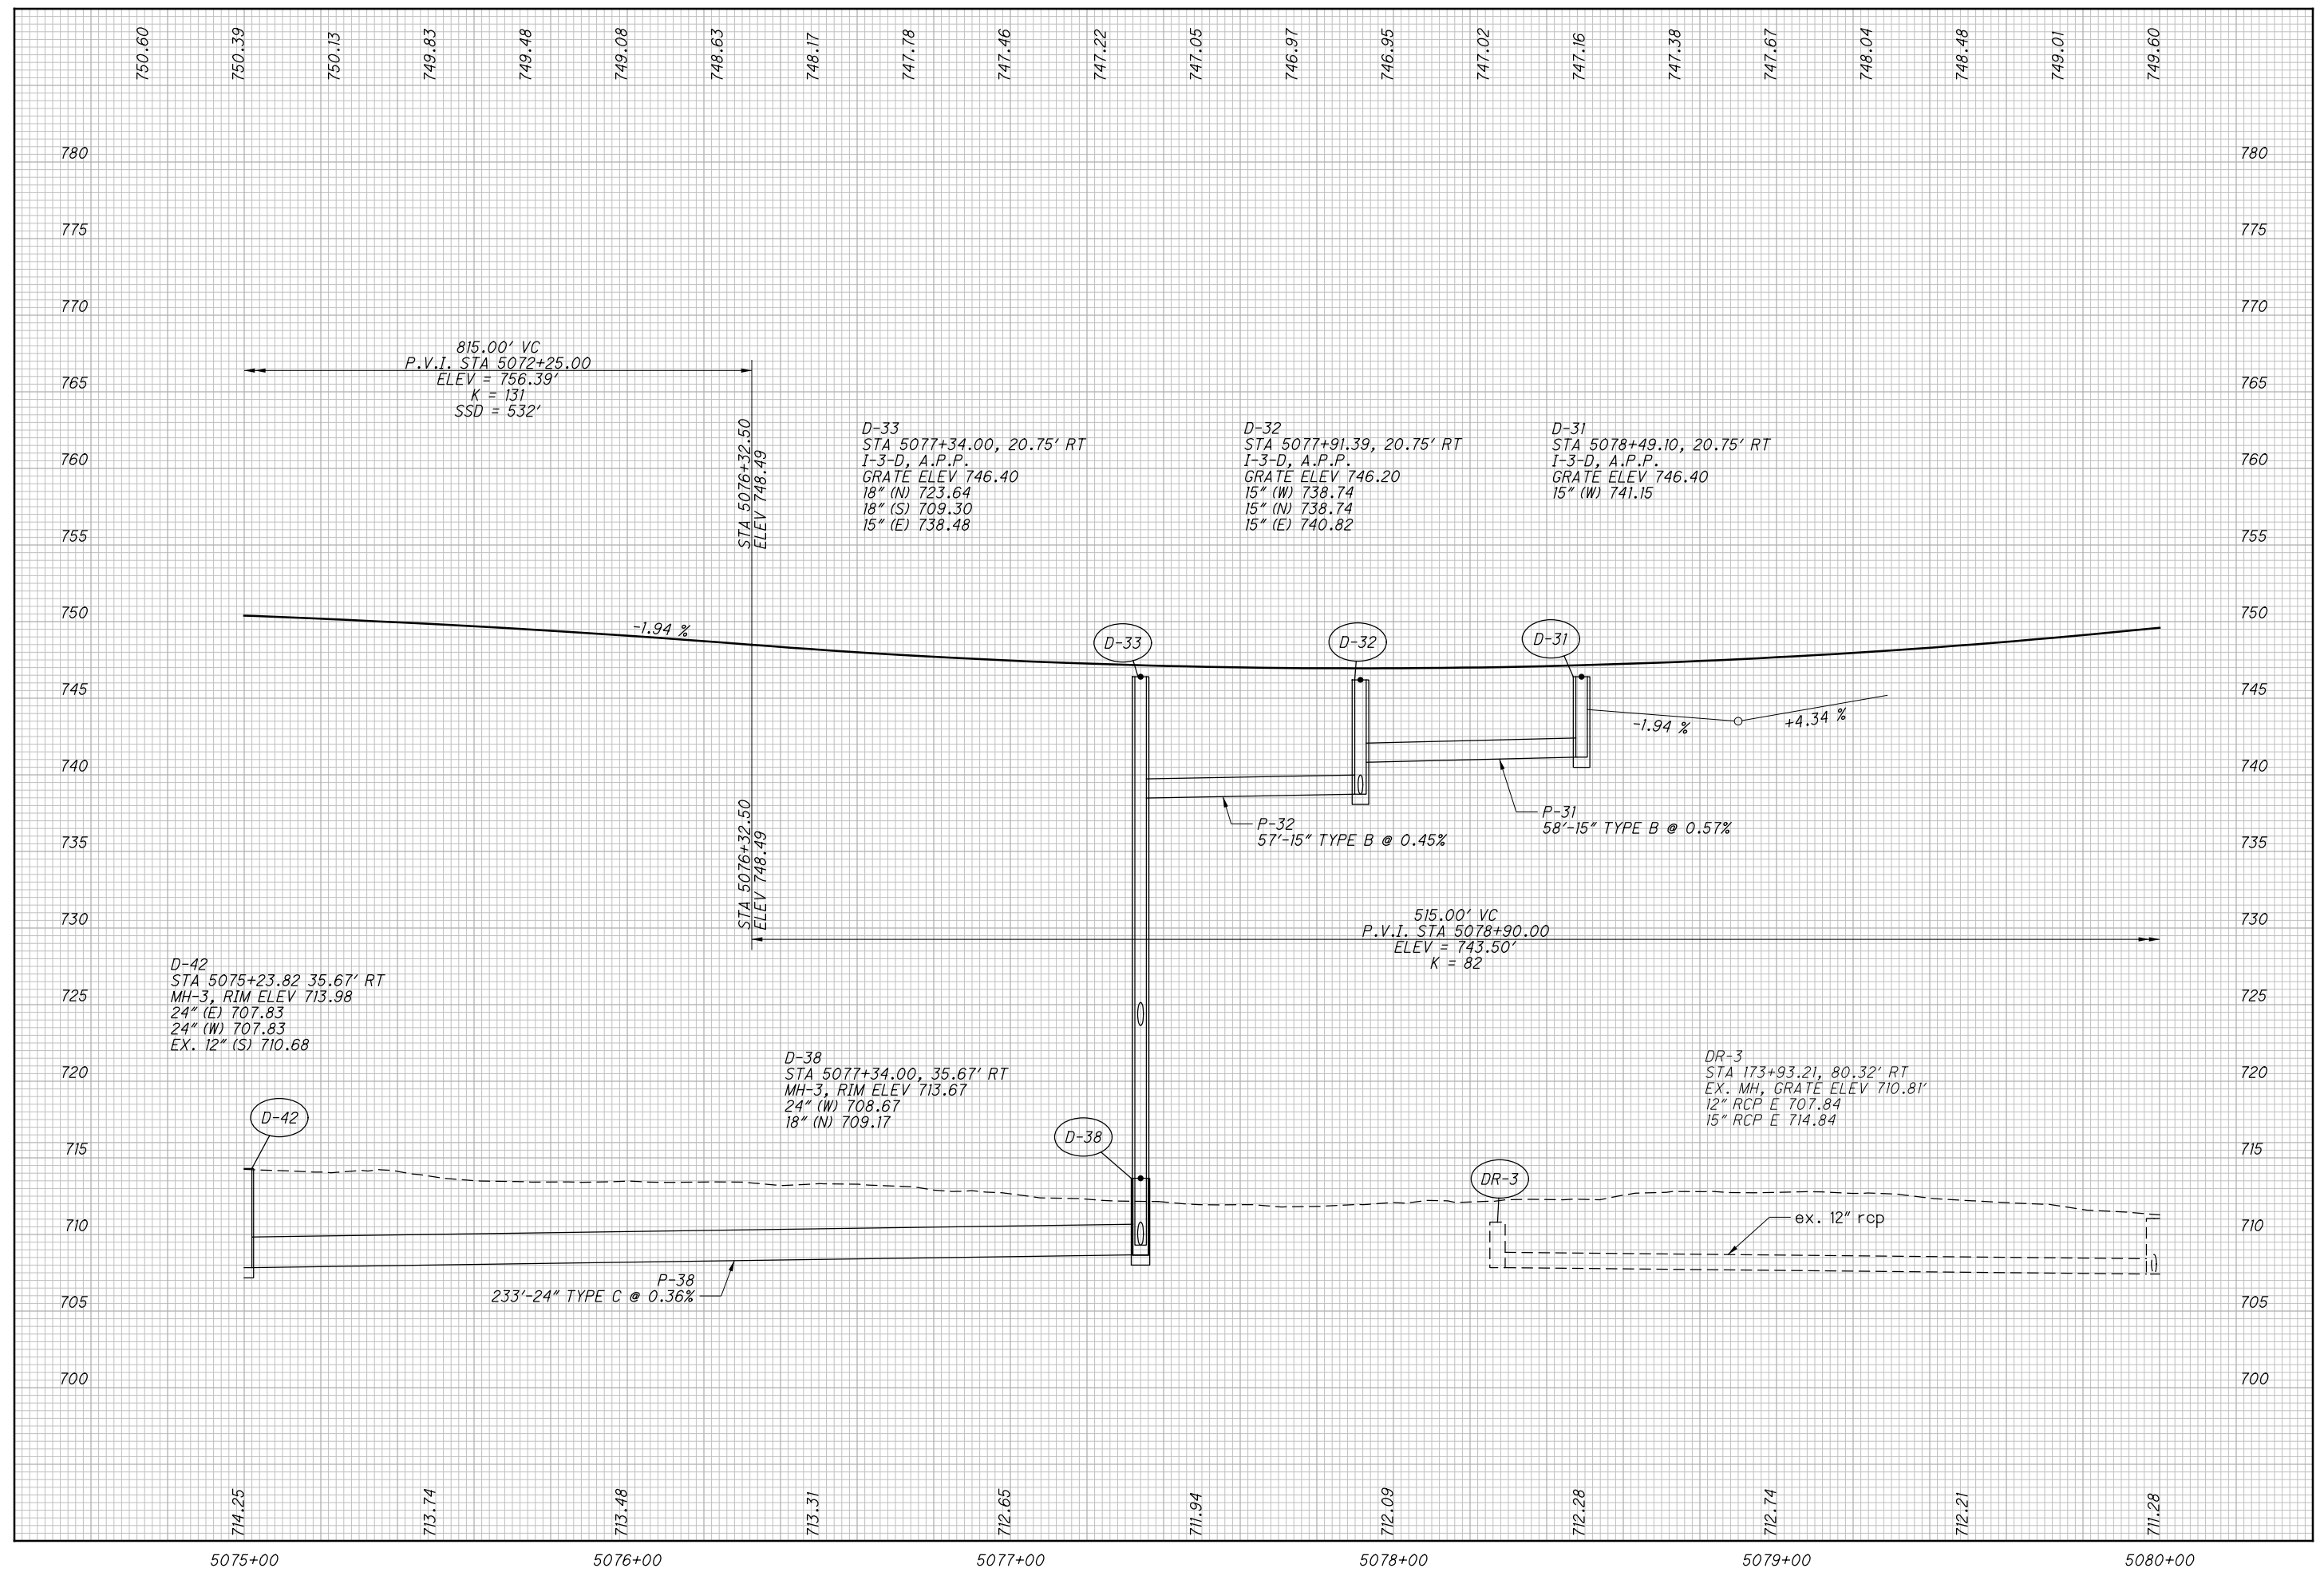 750.60 750.39 750.13 749.83 749.48 749.08 748.63 748.17 747.78 747.46 747.22 747.05 746.97 746.95 747.02 747.16 747.38 747.67 748.04 748.48 749.01 749.60
780 780
775 775
770 770
815.00' VC
P.V.I. STA 5072+25.00
ELEV = 756.39'
K = 131
SSD = 532'
765 765
STA 5076+32.50
ELEV 748.49
D-33
STA 5077+34.00, 20.75' RT
I-3-D, A.P.P.
GRATE ELEV 746.40
18" (N) 723.64
18" (S) 709.30
15" (E) 738.48
D-32
STA 5077+91.39, 20.75' RT
I-3-D, A.P.P.
GRATE ELEV 746.20
15" (W) 738.74
15" (N) 738.74
15" (E) 740.82
D-31
STA 5078+49.10, 20.75' RT
I-3-D, A.P.P.
GRATE ELEV 746.40
15" (W) 741.15
760 760
755 755
750 750
-1.94 %
D-33
D-32
D-31
745 745
-1.94 %
+4.34 %
740 740
P-32
57'-15" TYPE B @ 0.45%
P-31
58'-15" TYPE B @ 0.57%
735 735
STA 5076+32.50
ELEV 748.49
730 730
515.00' VC
P.V.I. STA 5078+90.00
ELEV = 743.50'
K = 82
D-42
STA 5075+23.82 35.67' RT
MH-3, RIM ELEV 713.98
24" (E) 707.83
24" (W) 707.83
EX. 12" (S) 710.68
725 725
D-38
STA 5077+34.00, 35.67' RT
MH-3, RIM ELEV 713.67
24" (W) 708.67
18" (N) 709.17
DR-3
STA 173+93.21, 80.32' RT
EX. MH, GRATE ELEV 710.81'
12" RCP E 707.84
15" RCP E 714.84
720 720
D-42
D-38
715 715
DR-3
710 710
ex. 12" rcp
P-38
233'-24" TYPE C @ 0.36%
705 705
700 700
714.25 713.74 713.48 713.31 712.65 711.94 712.09 712.28 712.74 712.21 711.28
5075+00 5076+00 5077+00 5078+00 5079+00 5080+00